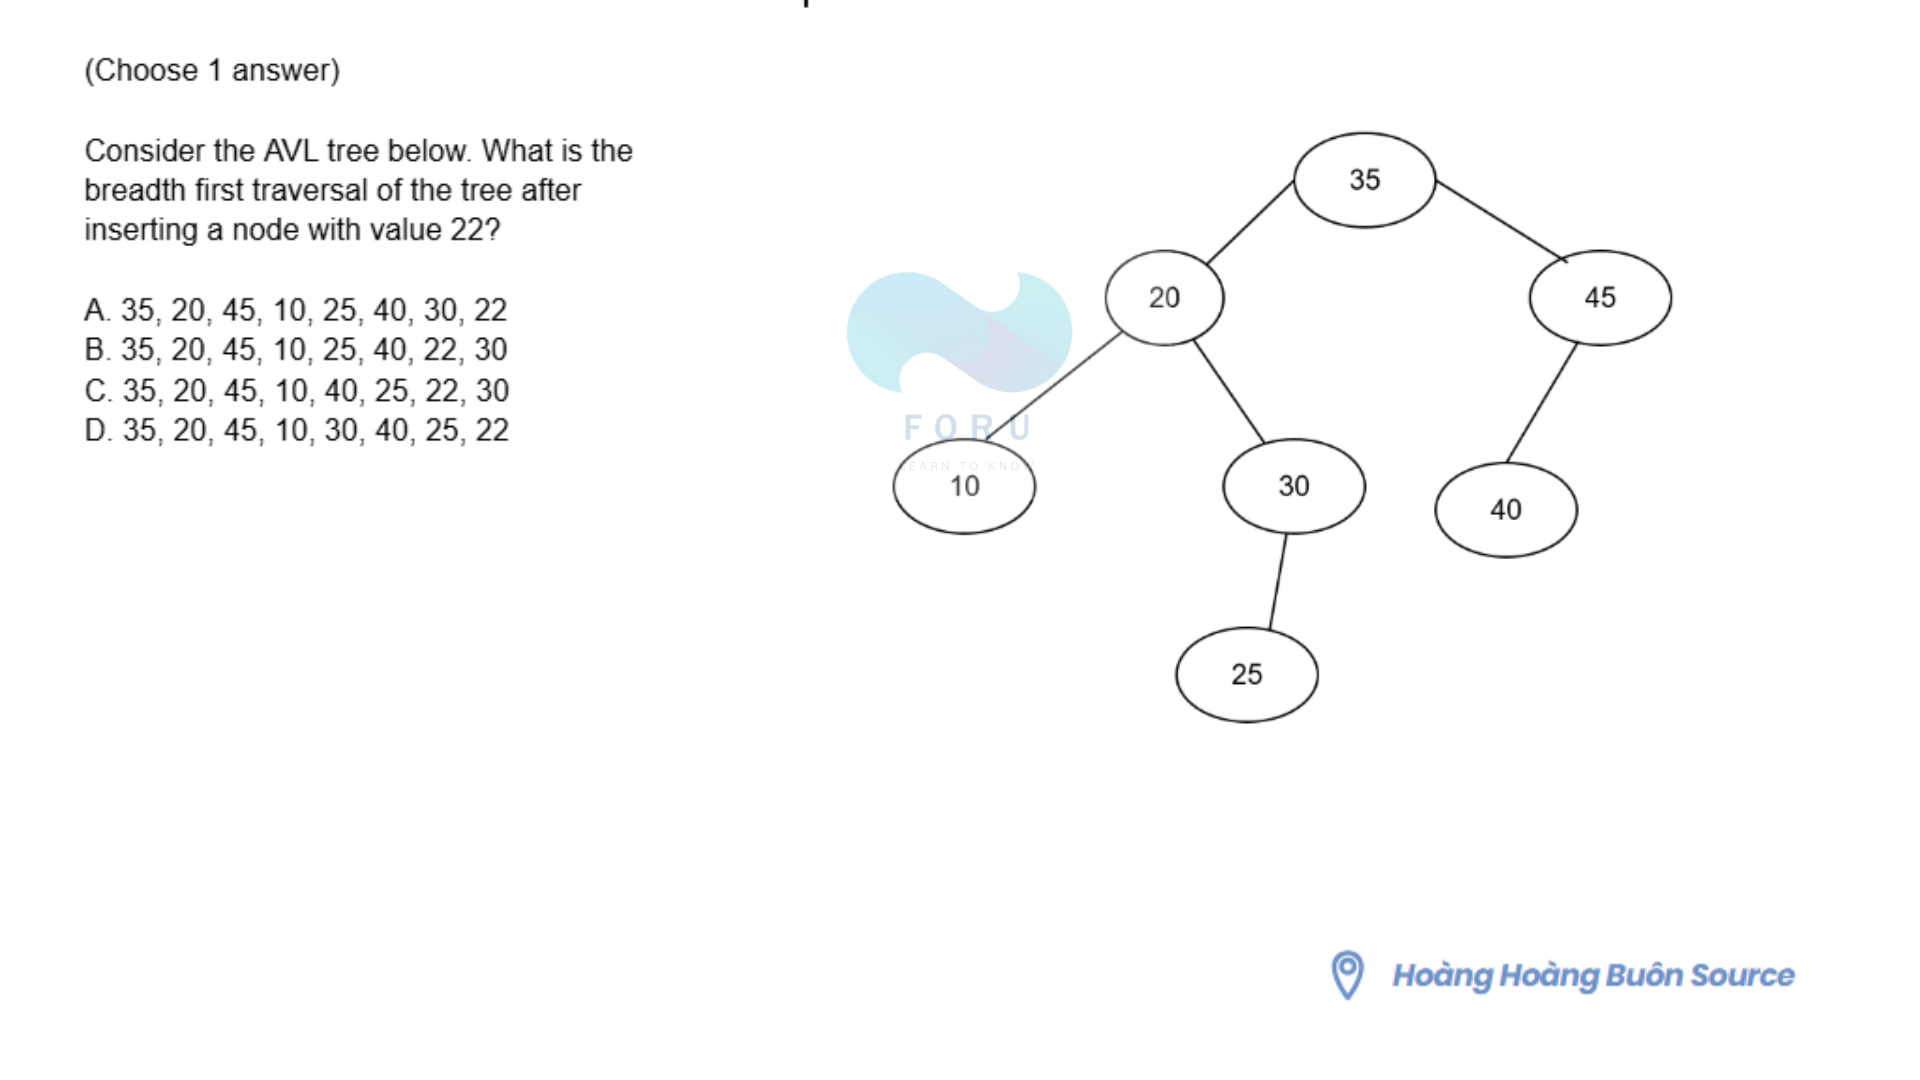 (Choose 1 answer)
Consider the AVL tree below. What is the
breadth first traversal of the tree after
inserting a node with value 22?
A. 35, 20, 45, 10, 25, 40, 30, 22
B. 35, 20, 45, 10, 25, 40, 22, 30
C. 35, 20, 45, 10, 40, 25, 22, 30
D. 35, 20, 45, 10, 30, 40, 25, 22
35
20
45
FORU
LEARN TO KNOW
10
30
40
25
Hoàng Hoàng Buôn Source